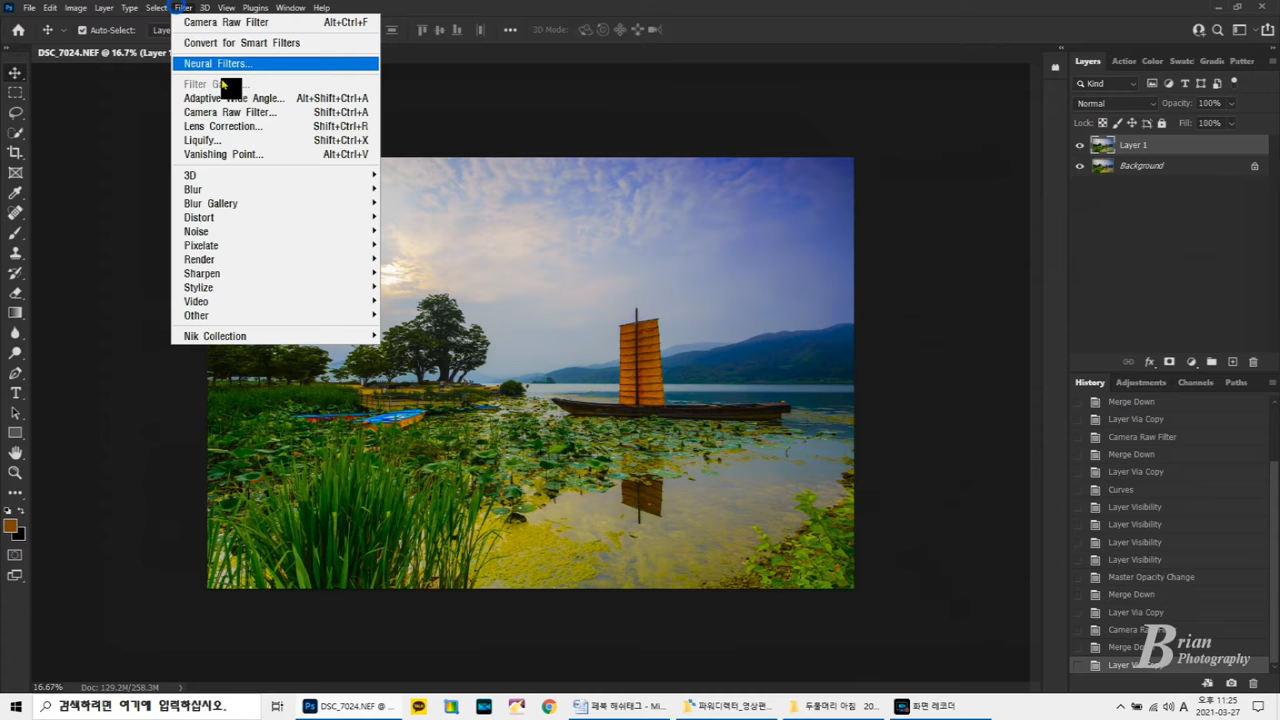 Ps File Edit Image Layer Type Select Filter 3D View Plugins Window Help
Auto-Select: 3D Mode:
DSC_7024.NEF @ 16.7% (Layer
Camera Raw Filter Alt+Ctrl+F
Convert for Smart Filters
Neural Filters...
Filter
Adaptive Wide Angle... Alt+Shift+Ctrl+A
Camera Raw Filter... Shift+Ctrl+A
Lens Correction... Shift+Ctrl+R
Liquify... Shift+Ctrl+X
Vanishing Point... Alt+Ctrl+V
3D
Blur
Blur Gallery
Distort
Noise
Pixelate
Render
Sharpen
Stylize
Video
Other
Nik Collection
Layers Action Color Swatc Gradie Patter
Kind
Normal Opacity: 100%
Lock: Fill: 100%
Layer 1
Background
History Adjustments Channels Paths
Merge Down
Layer Via Copy
Camera Raw Filter
Merge Down
Layer Via Copy
Curves
Layer Visibility
Layer Visibility
Layer Visibility
Layer Visibility
Master Opacity Change
Merge Down
Layer Via Copy
Camera Ra
Merge Do
Layer
Brian
Photography
16.67% Doc: 129.2M/258.3M
검색하려면 여기에 입력하십시오.
Ps DSC_7024.NEF @ ...
TALK
페북 해쉬태그 - Mi...
파워디렉터_영상편...
두물머리 아침 20...
화면 레코더
A
오후 11:25
2021-03-27